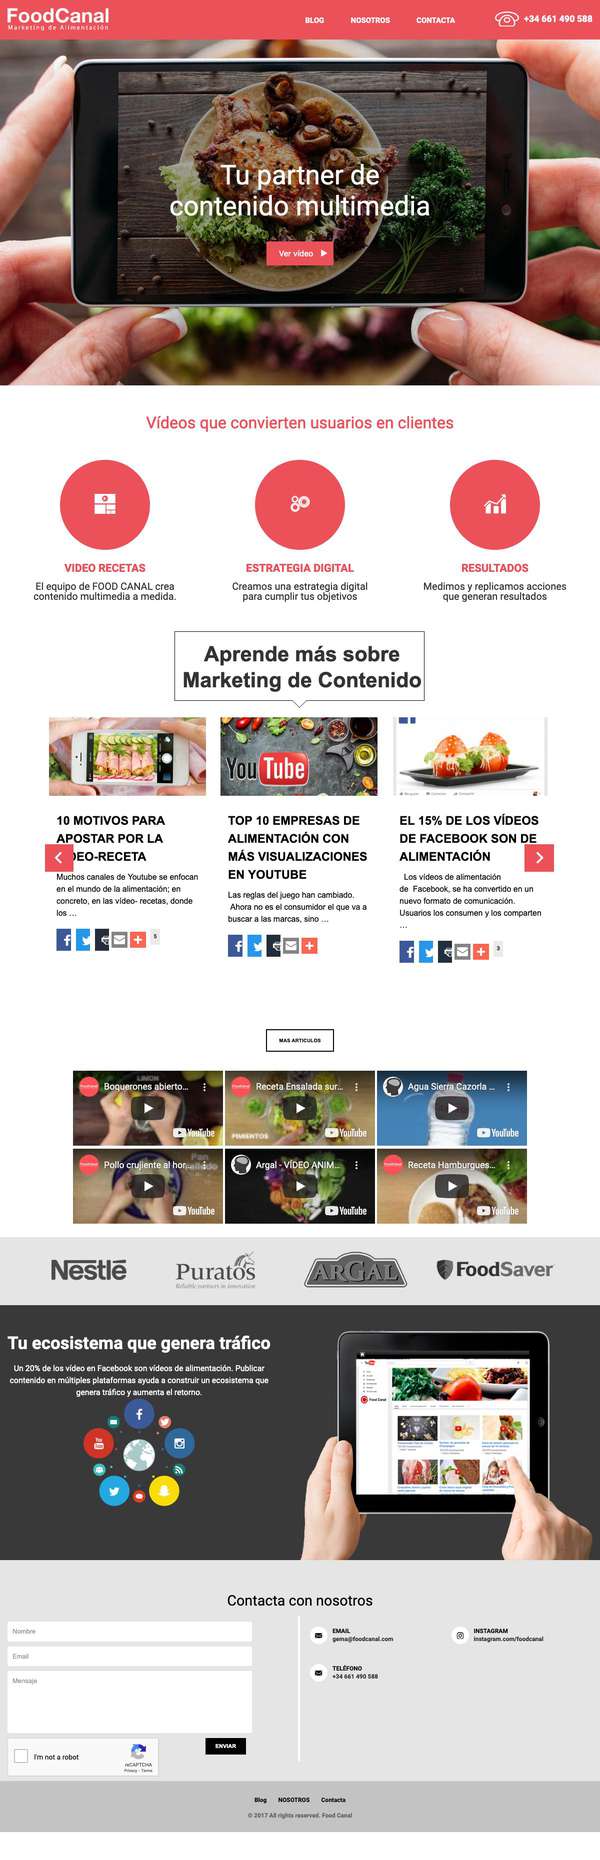 FoodCanal
Marketing de Alimentación
BLOG
NOSOTROS
CONTACTA
+34 661 490 588
Tu partner de
contenido multimedia
Ver vídeo
Vídeos que convierten usuarios en clientes
VIDEO RECETAS
El equipo de FOOD CANAL crea
contenido multimedia a medida.
ESTRATEGIA DIGITAL
Creamos una estrategia digital
para cumplir tus objetivos
RESULTADOS
Medimos y replicamos acciones
que generan resultados
Aprende más sobre
Marketing de Contenido
You Tube
10 MOTIVOS PARA
APOSTAR POR LA
DEO-RECETA
Muchos canales de Youtube se enfocan
en el mundo de la alimentación; en
concreto, en las vídeo- recetas, donde
los ...
5
TOP 10 EMPRESAS DE
ALIMENTACIÓN CON
MÁS VISUALIZACIONES
EN YOUTUBE
Las reglas del juego han cambiado.
Ahora no es el consumidor el que va a
buscar a las marcas, sino ...
EL 15% DE LOS VÍDEOS
DE FACEBOOK SON DE
ALIMENTACIÓN
Los vídeos de alimentación
de Facebook, se ha convertido en un
nuevo formato de comunicación.
Usuarios los consumen y los comparten
...
3
MAS ARTICULOS
LIMÓN
Boquerones abierto...
YouTube
Receta Ensalada sur...
PIMIENTOS
YouTube
Agua Sierra Cazorla ...
YouTube
Pollo crujiente al hor...
Pan
rallado
YouTube
Argal - VÍDEO ANIM...
YouTube
Receta Hamburgues...
YouTube
Nestlé
Puratos
Reliable partners in innovation
ARGAL
FoodSaver
Tu ecosistema que genera tráfico
Un 20% de los vídeo en Facebook son vídeos de alimentación. Publicar
contenido en múltiples plataformas ayuda a construir un ecosistema que
genera tráfico y aumenta el retorno.
You
Tube
Food Canal
Contacta con nosotros
Nombre
Email
Mensaje
I'm not a robot
reCAPTCHA
Privacy - Terms
ENVIAR
EMAIL
gema@foodcanal.com
INSTAGRAM
instagram.com/foodcanal
TELÉFONO
+34 661 490 588
Blog
NOSOTROS
Contacta
© 2017 All rights reserved. Food Canal